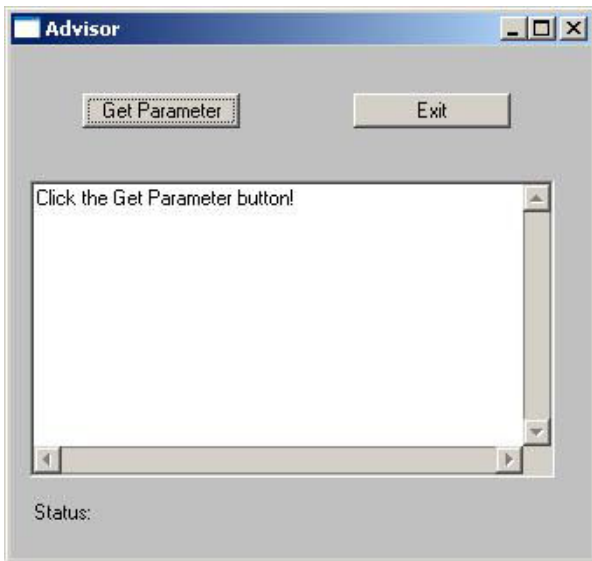 Advisor
Get Parameter Exit
Click the Get Parameter button!
Status: